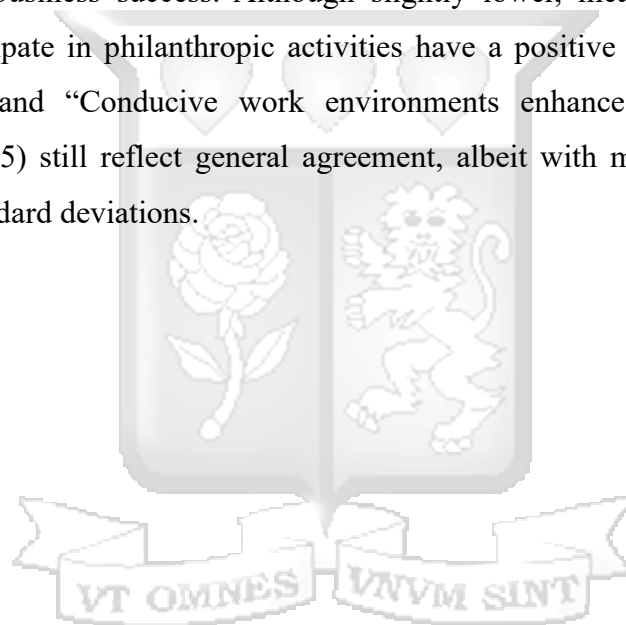 business success. Although slightly lower, me
pate in philanthropic activities have a positive
and “Conducive work environments enhance
5) still reflect general agreement, albeit with m
dard deviations.
VT OMNES VNVM SINT